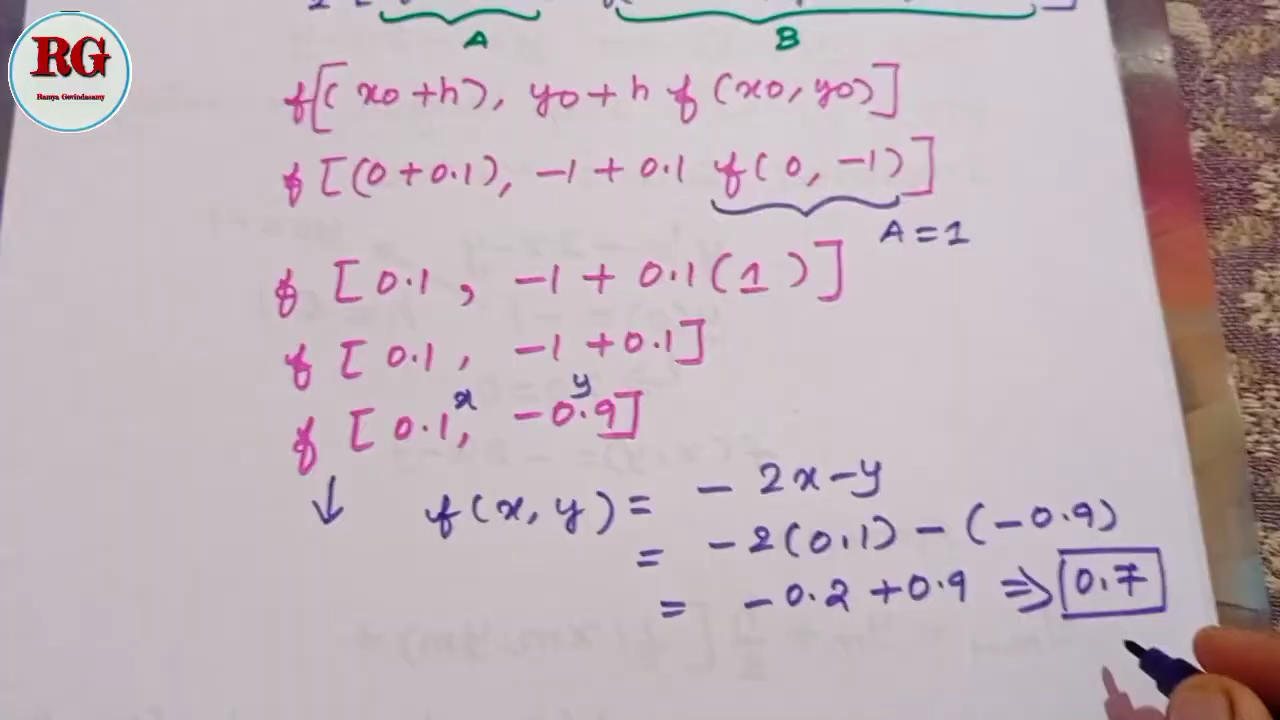 RG
Ramya Govindasamy
A B
f[(x0+h), y0+h f(x0,y0)]
f[(0+0.1), -1+0.1 f(0,-1)]
A=1
f[0.1, -1+0.1(1)]
f[0.1, -1+0.1]
x y
f[0.1, -0.9]
↓ f(x,y) = -2x-y
= -2(0.1)-(-0.9)
= -0.2+0.9 ⇒ 0.7